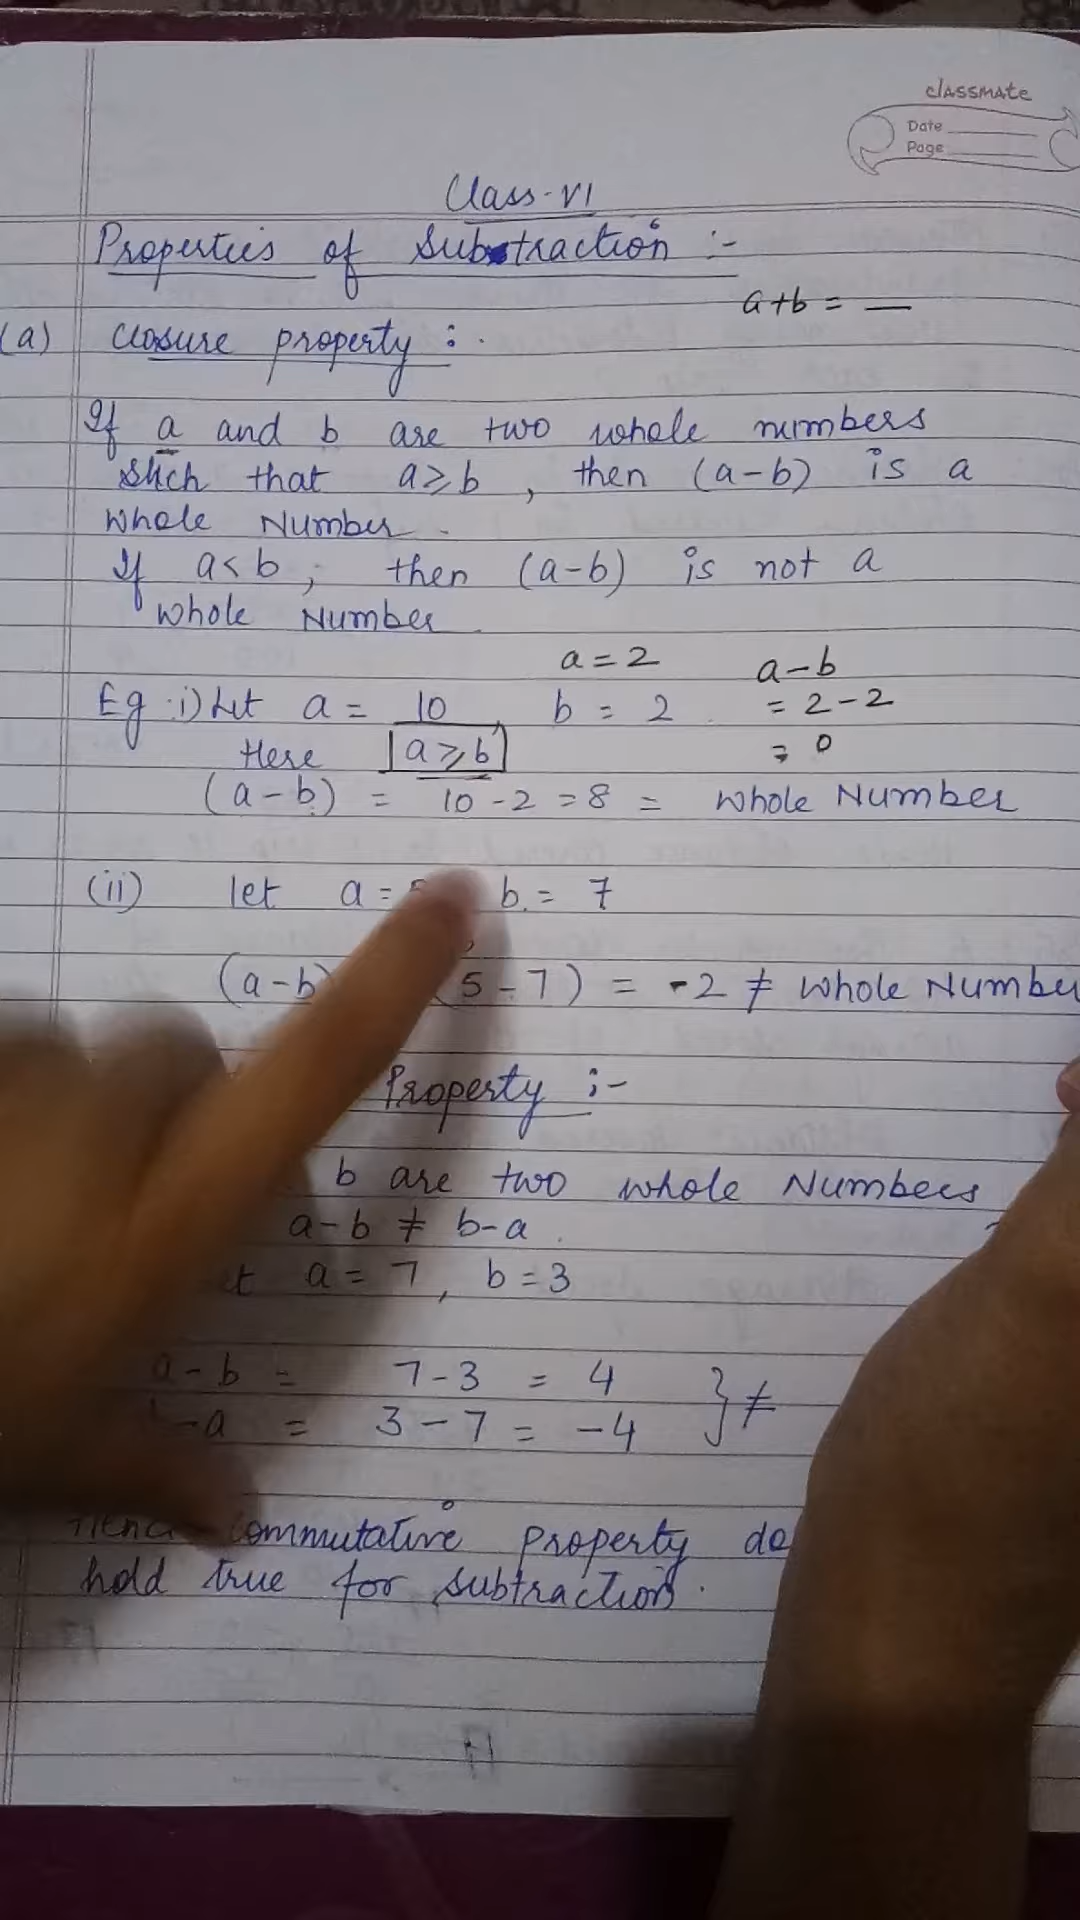 classmate
Date
Page
Class-VI
Properties of Subtraction :-
a+b = —
(a) Closure property :-
If a and b are two whole numbers
such that a≥b , then (a-b) is a
whole Number.
If a<b, then (a-b) is not a
whole Number.
a=2 a-b
Eg i) Let a = 10, b = 2 = 2-2
Here a≥b = 0
(a-b) = 10-2=8 = whole Number
(ii) let a= b = 7
(a-b) (5-7) = -2 ≠ whole Number
Property :-
b are two whole Numbers
a-b ≠ b-a.
a=7, b=3
a-b = 7-3 = 4 } ≠
-a = 3-7 = -4
Hence commutative property
hold true for subtraction.